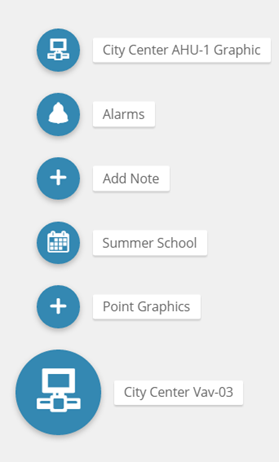 City Center AHU-1 Graphic
Alarms
Add Note
Summer School
Point Graphics
City Center Vav-03